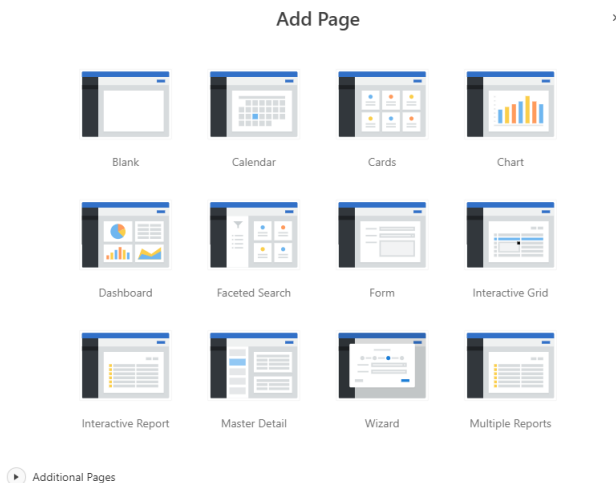 Add Page
Blank
Calendar
Cards
Chart
Dashboard
Faceted Search
Form
Interactive Grid
Interactive Report
Master Detail
Wizard
Multiple Reports
Additional Pages